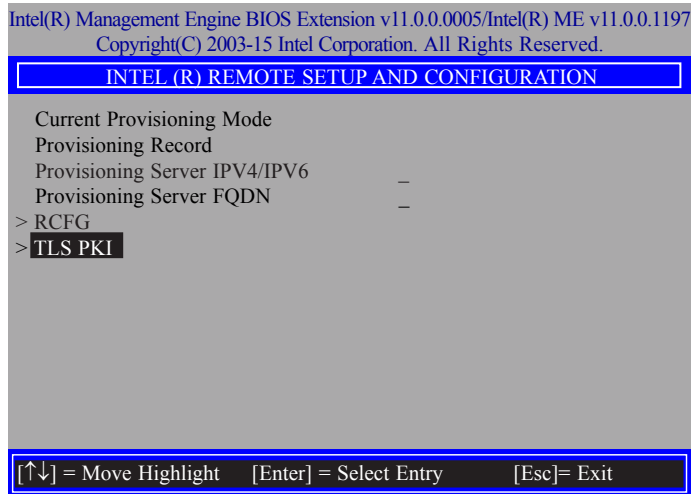 Intel(R) Management Engine BIOS Extension v11.0.0.0005/Intel(R) ME v11.0.0.1197
Copyright(C) 2003-15 Intel Corporation. All Rights Reserved.
INTEL (R) REMOTE SETUP AND CONFIGURATION
Current Provisioning Mode
Provisioning Record
Provisioning Server IPV4/IPV6 _
Provisioning Server FQDN _
> RCFG
> TLS PKI
[↑↓] = Move Highlight [Enter] = Select Entry [Esc]= Exit